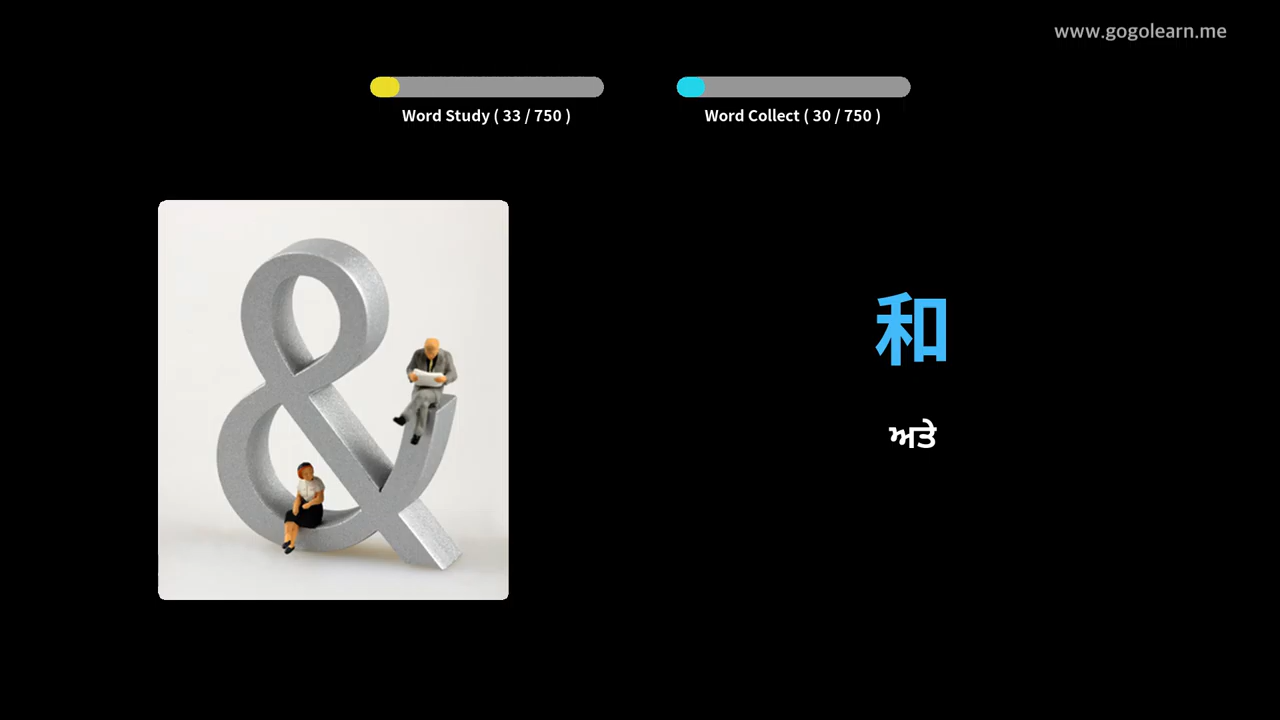 www.gogolearn.me
Word Study ( 33 / 750 )
Word Collect ( 30 / 750 )
&
和
ਅਤੇ